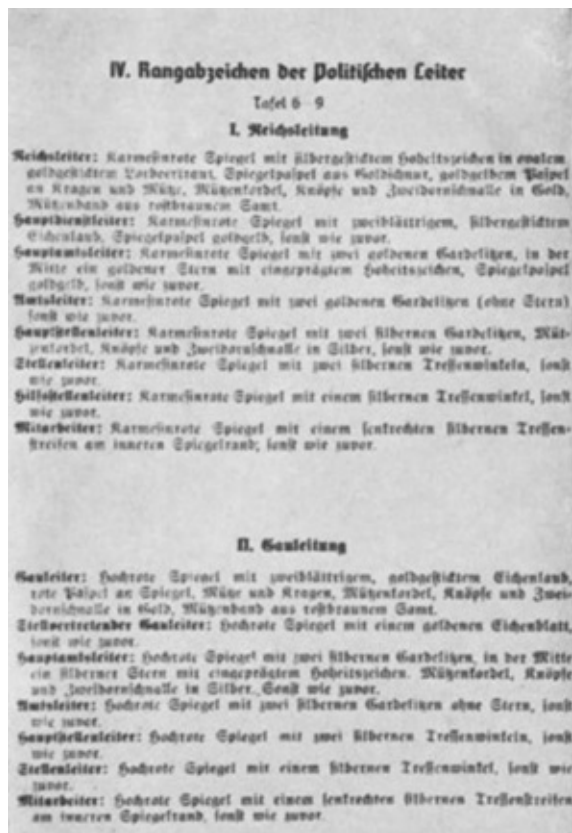 IV. Rangabzeichen der Politischen Leiter
Tafel 6–9
I. Reichsleitung
Reichsleiter: Karmesinrote Spiegel mit silbergesticktem Hoheitszeichen in ovalem
goldgesticktem Lorbeerkranz, Spiegelpaspel aus Goldschnur, goldgelbem Paspel
an Kragen und Mütze, Mützenkordel, Knöpfe und Zweidornschnalle in Gold,
Mützenband aus rostbraunem Samt.
Hauptdienstleiter: Karmesinrote Spiegel mit zweiblättrigem, silbergesticktem
Eichenlaub, Spiegelpaspel goldgelb, sonst wie zuvor.
Hauptamtsleiter: Karmesinrote Spiegel mit zwei goldenen Gardelitzen, in der
Mitte ein goldener Stern mit eingeprägtem Hoheitszeichen, Spiegelpaspel
goldgelb, sonst wie zuvor.
Amtsleiter: Karmesinrote Spiegel mit zwei goldenen Gardelitzen (ohne Stern)
sonst wie zuvor.
Hauptstellenleiter: Karmesinrote Spiegel mit zwei silbernen Gardelitzen, Müt-
zenkordel, Knöpfe und Zweidornschnalle in Silber, sonst wie zuvor.
Stellenleiter: Karmesinrote Spiegel mit zwei silbernen Tressenwinkeln, sonst
wie zuvor.
Hilfsstellenleiter: Karmesinrote Spiegel mit einem silbernen Tressenwinkel, sonst
wie zuvor.
Mitarbeiter: Karmesinrote Spiegel mit einem senkrechten silbernen Tressen-
streifen am inneren Spiegelrand; sonst wie zuvor.
II. Gauleitung
Gauleiter: Hochrote Spiegel mit zweiblättrigem, goldgesticktem Eichenlaub,
rote Paspel an Spiegel, Mütze und Kragen, Mützenkordel, Knöpfe und Zwei-
dornschnalle in Gold, Mützenband aus rostbraunem Samt.
Stellvertretender Gauleiter: Hochrote Spiegel mit einem goldenen Eichenblatt,
sonst wie zuvor.
Hauptamtsleiter: Hochrote Spiegel mit zwei silbernen Gardelitzen, in der Mitte
ein silberner Stern mit eingeprägtem Hoheitszeichen. Mützenkordel, Knöpfe
und Zweidornschnalle in Silber. Sonst wie zuvor.
Amtsleiter: Hochrote Spiegel mit zwei silbernen Gardelitzen ohne Stern, sonst
wie zuvor.
Hauptstellenleiter: Hochrote Spiegel mit zwei silbernen Tressenwinkeln, sonst
wie zuvor.
Stellenleiter: Hochrote Spiegel mit einem silbernen Tressenwinkel, sonst wie
zuvor.
Mitarbeiter: Hochrote Spiegel mit einem senkrechten silbernen Tressenstreifen
am inneren Spiegelrand, sonst wie zuvor.